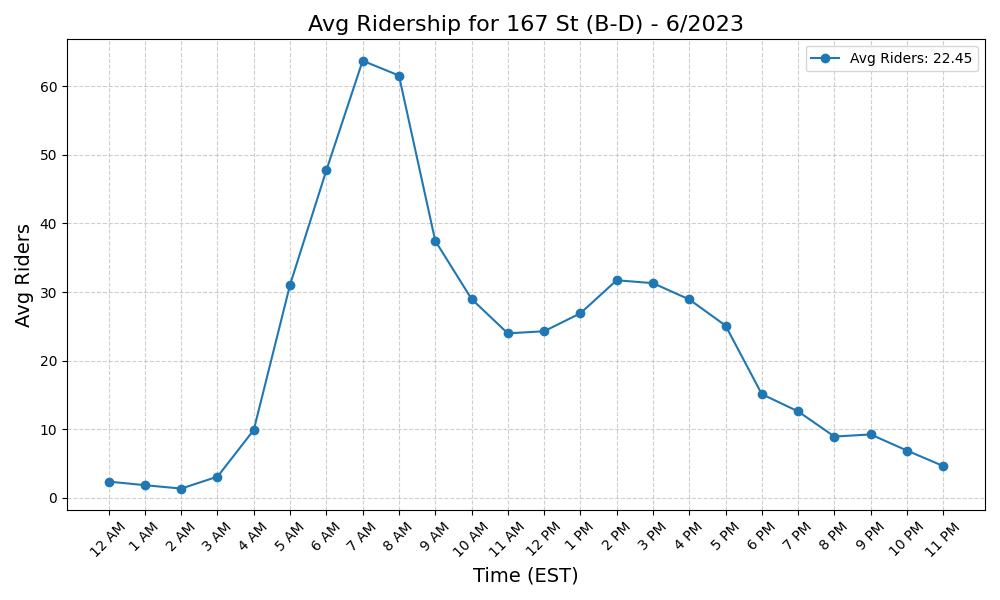 Avg Ridership for 167 St (B-D) - 6/2023
Avg Riders: 22.45
Avg Riders
60
50
40
30
20
10
0
12 AM
1 AM
2 AM
3 AM
4 AM
5 AM
6 AM
7 AM
8 AM
9 AM
10 AM
11 AM
12 PM
1 PM
2 PM
3 PM
4 PM
5 PM
6 PM
7 PM
8 PM
9 PM
10 PM
11 PM
Time (EST)